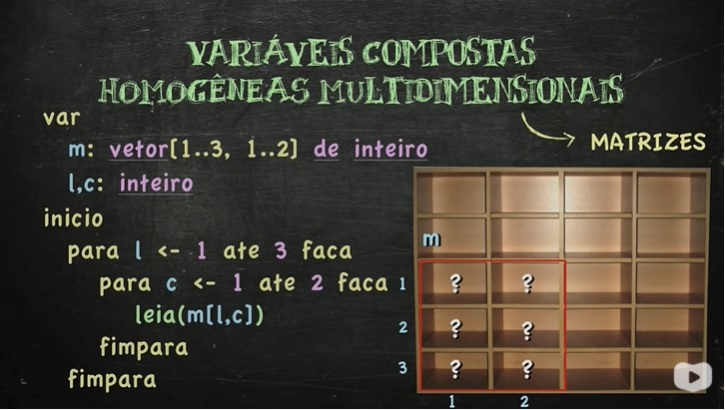 VARIÁVEIS COMPOSTAS
HOMOGÊNEAS MULTIDIMENSIONAIS
MATRIZES
var
m: vetor[1..3, 1..2] de inteiro
l,c: inteiro
inicio
para l <- 1 ate 3 faca
para c <- 1 ate 2 faca
leia(m[l,c])
fimpara
fimpara
m
1 ? ?
2 ? ?
3 ? ?
1 2